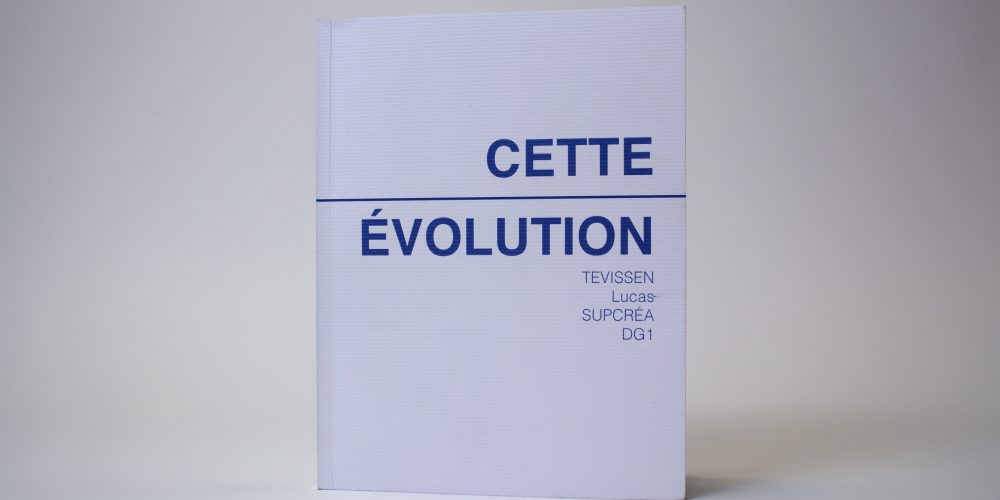 CETTE
ÉVOLUTION
TEVISSEN
Lucas
SUPCRÉA
DG1